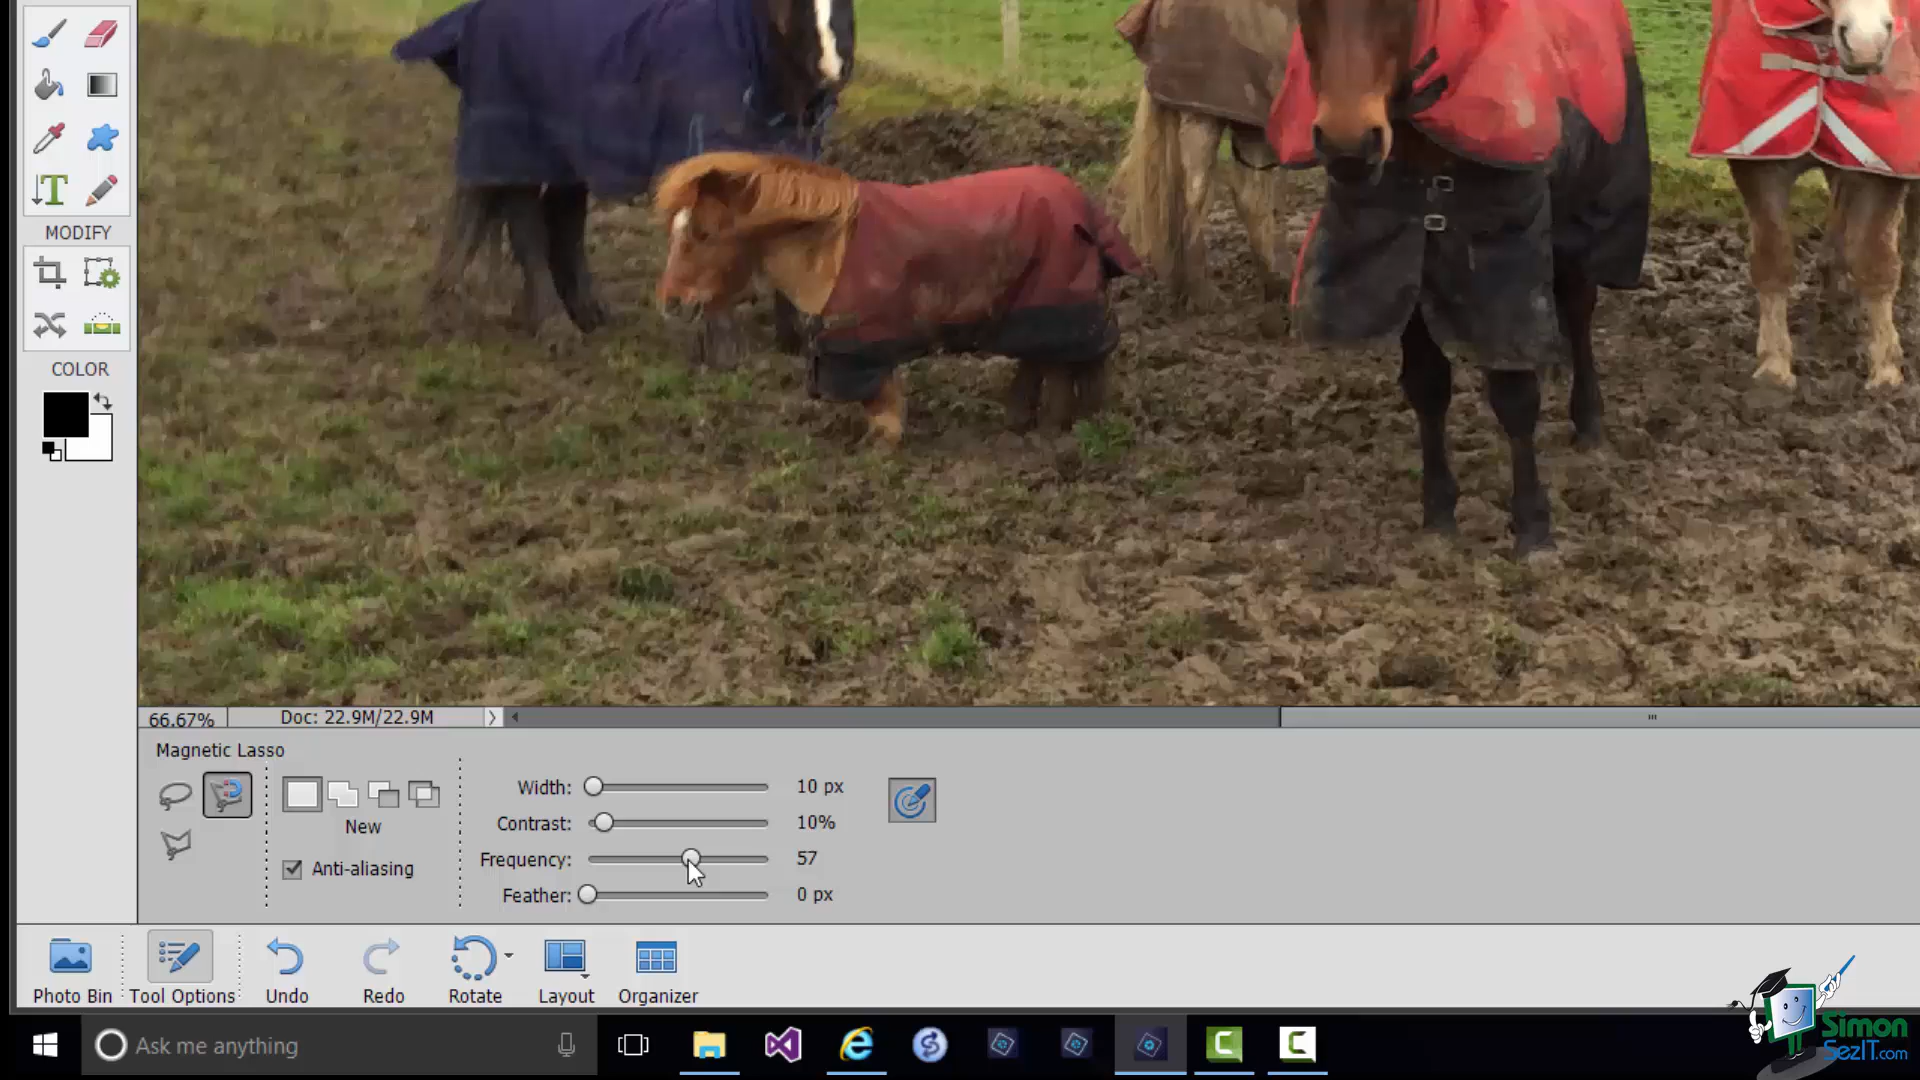 MODIFY
COLOR
66.67%
Doc: 22.9M/22.9M
Magnetic Lasso
New
Anti-aliasing
Width:
10 px
Contrast:
10%
Frequency:
57
Feather:
0 px
Photo Bin
Tool Options
Undo
Redo
Rotate
Layout
Organizer
Ask me anything
Simon
SezIT.com